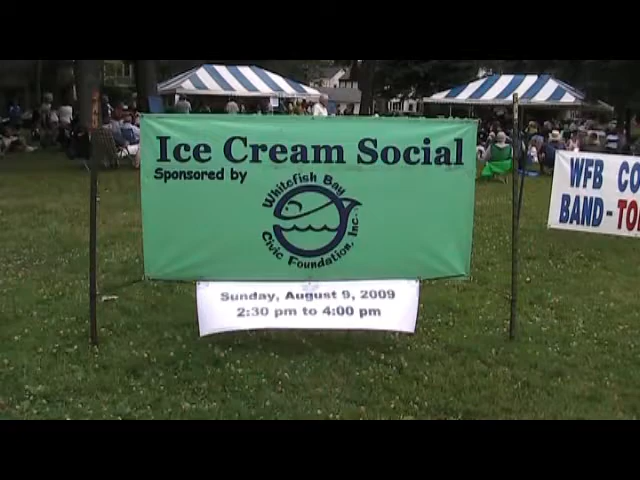 Ice Cream Social
Sponsored by
Whitefish Bay
Civic Foundation, Inc.
Sunday, August 9, 2009
2:30 pm to 4:00 pm
WFB CO
BAND-TO